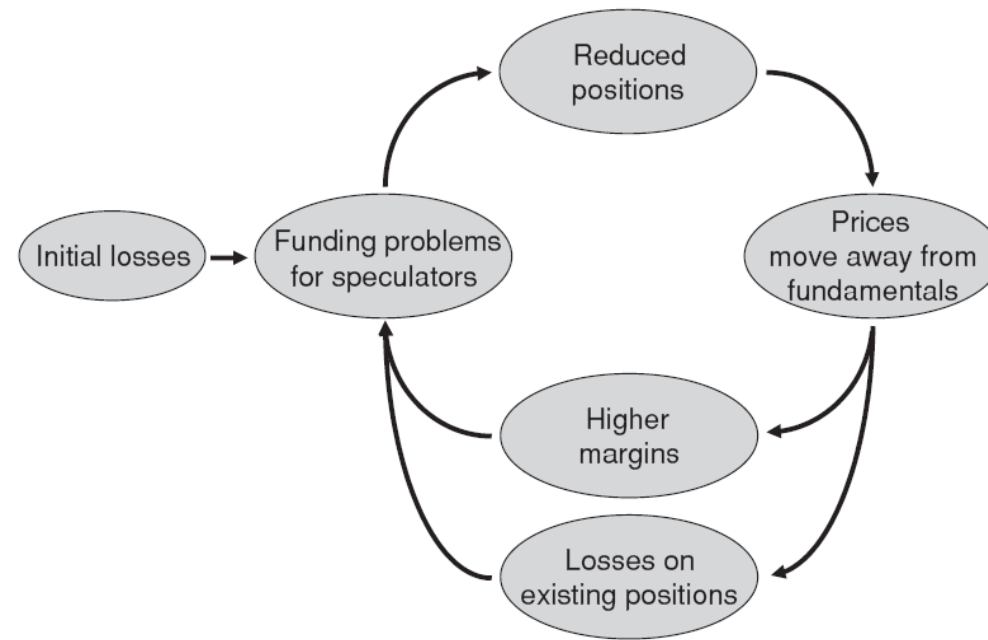 Reduced
positions
Initial losses
Funding problems
for speculators
Prices
move away from
fundamentals
Higher
margins
Losses on
existing positions